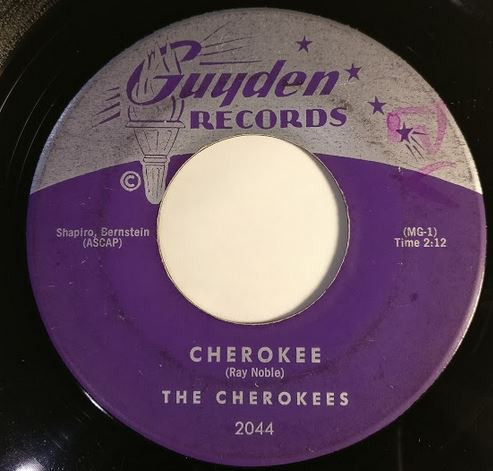 Guyden
RECORDS
©
Shapiro, Bernstein
(ASCAP)
(MG-1)
Time 2:12
CHEROKEE
(Ray Noble)
THE CHEROKEES
2044